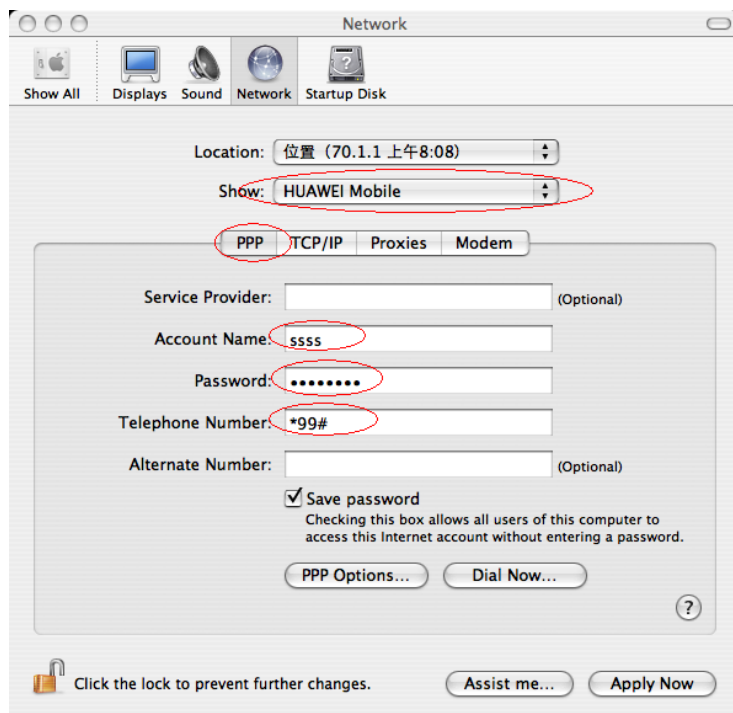 Network
Show All Displays Sound Network Startup Disk
Location: 位置（70.1.1 上午8:08）
Show: HUAWEI Mobile
PPP TCP/IP Proxies Modem
Service Provider: (Optional)
Account Name: ssss
Password: ••••••••
Telephone Number: *99#
Alternate Number: (Optional)
Save password
Checking this box allows all users of this computer to
access this Internet account without entering a password.
PPP Options... Dial Now...
?
Click the lock to prevent further changes. Assist me... Apply Now